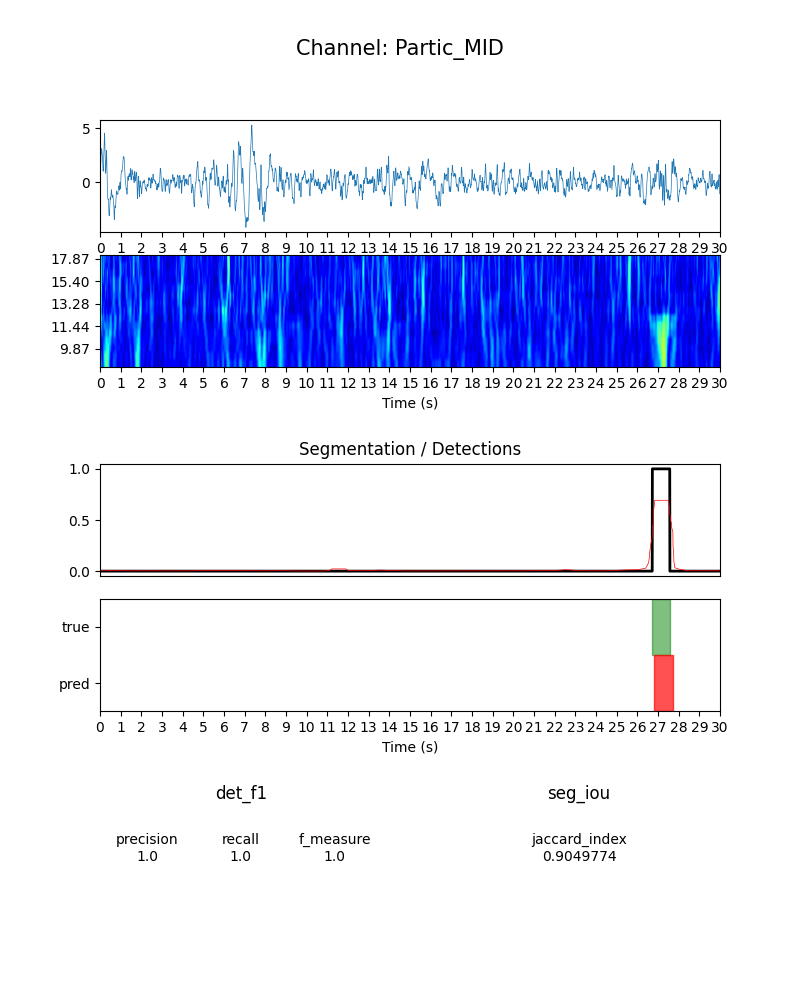 Channel: Partic_MID
5
0
0 1 2 3 4 5 6 7 8 9 10 11 12 13 14 15 16 17 18 19 20 21 22 23 24 25 26 27 28 29 30
17.87
15.40
13.28
11.44
9.87
0 1 2 3 4 5 6 7 8 9 10 11 12 13 14 15 16 17 18 19 20 21 22 23 24 25 26 27 28 29 30
Time (s)
Segmentation / Detections
1.0
0.5
0.0
true
pred
0 1 2 3 4 5 6 7 8 9 10 11 12 13 14 15 16 17 18 19 20 21 22 23 24 25 26 27 28 29 30
Time (s)
det_f1 seg_iou
precision recall f_measure jaccard_index
1.0 1.0 1.0 0.9049774